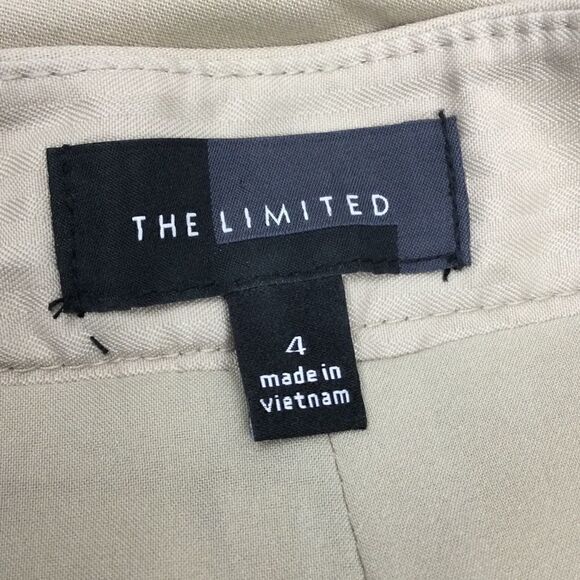 THE LIMITED
4
made in
vietnam